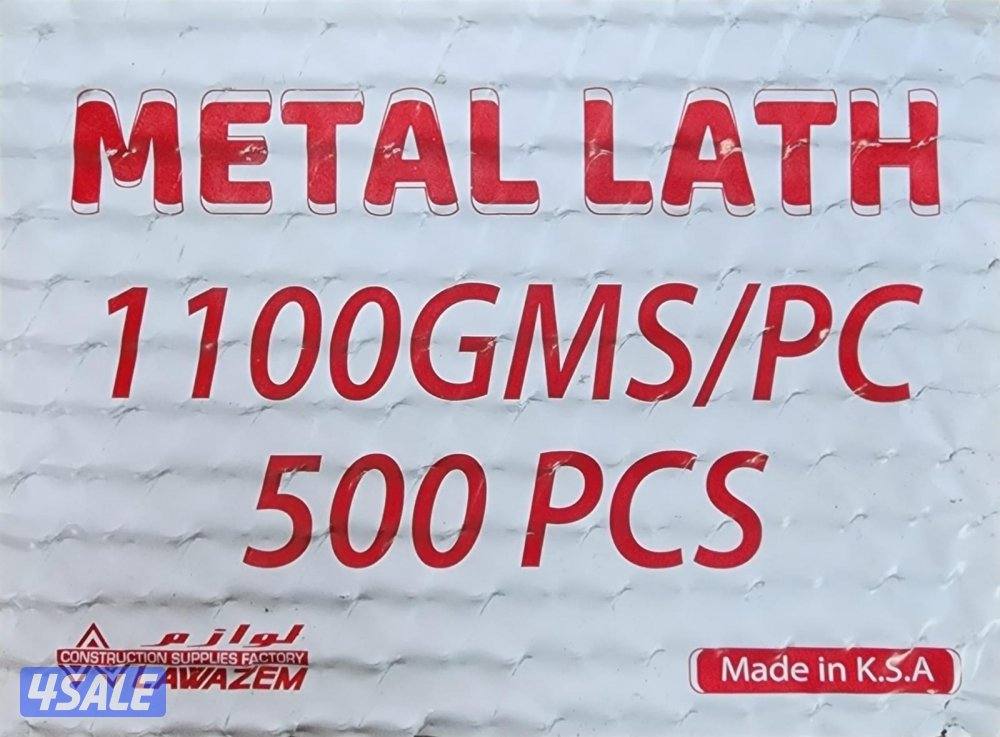 METAL LATH
1100GMS/PC
500 PCS
لوازم
CONSTRUCTION SUPPLIES FACTORY
LAWAZEM
4SALE
Made in K.S.A